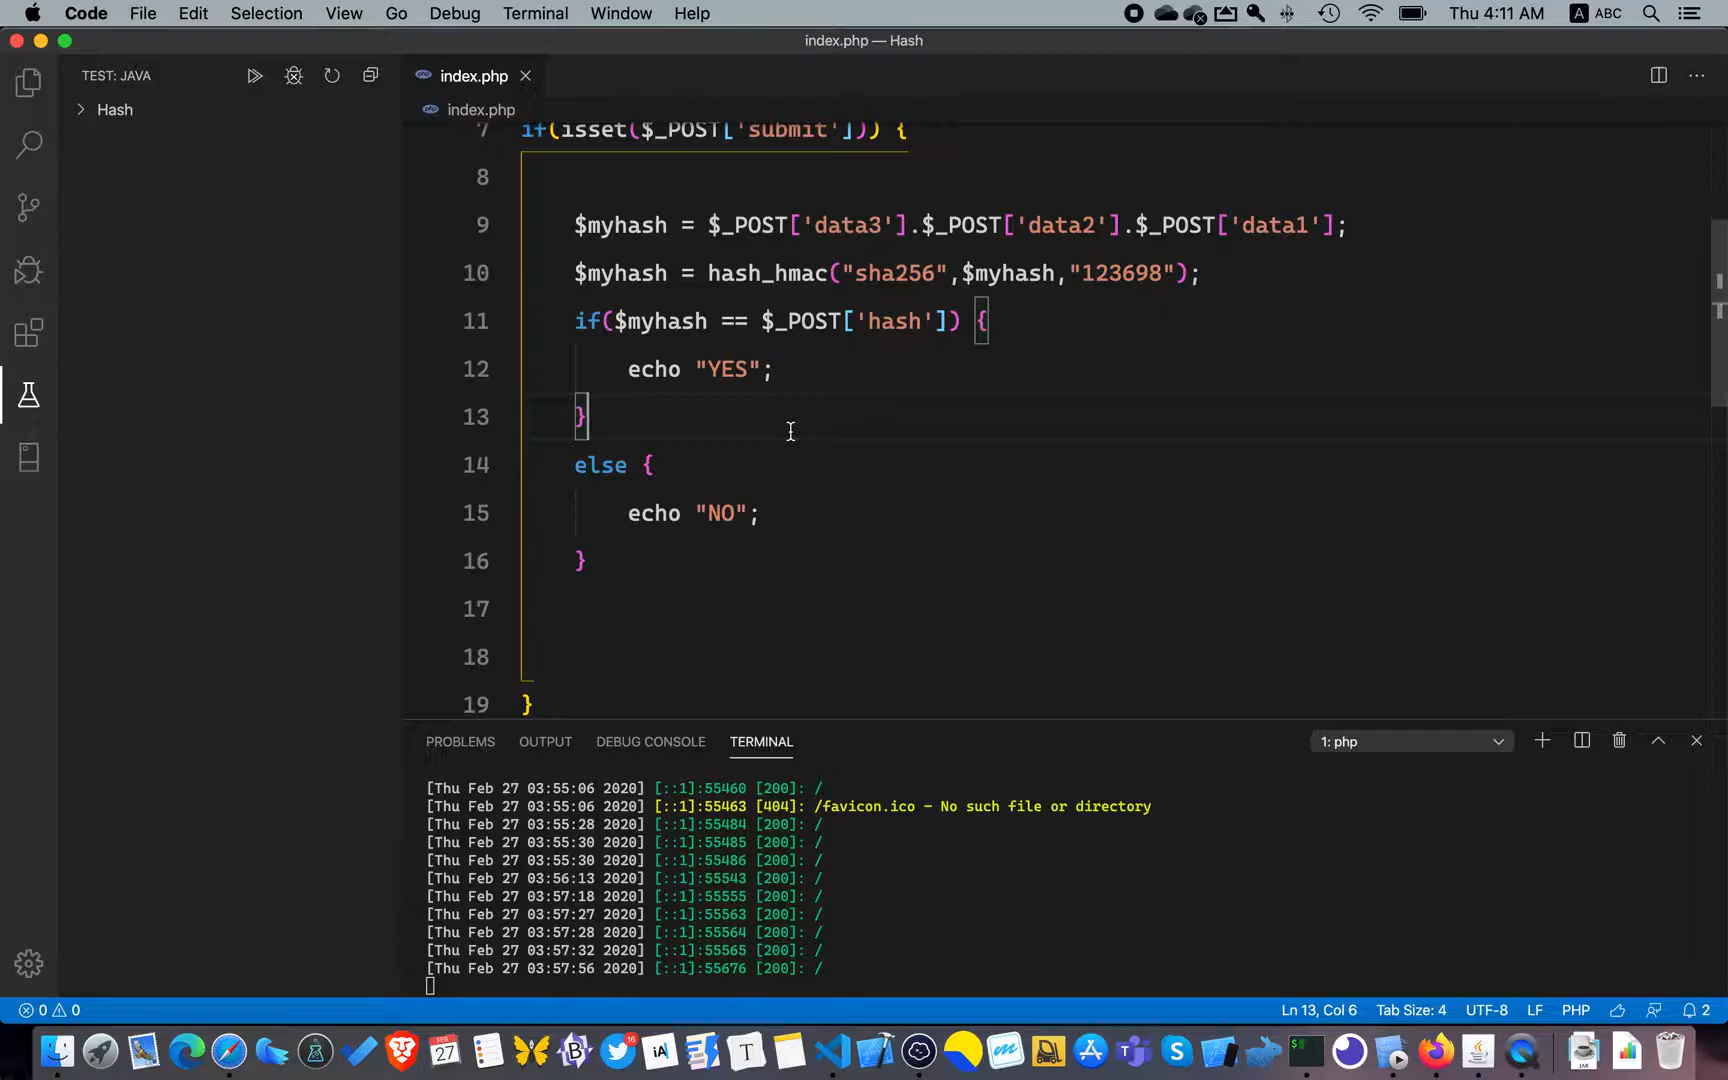 Code File Edit Selection View Go Debug Terminal Window Help Thu 4:11 AM A ABC
index.php — Hash
TEST: JAVA
index.php
Hash
index.php
7 if(isset($_POST['submit'])) {
8
9 $myhash = $_POST['data3'].$_POST['data2'].$_POST['data1'];
10 $myhash = hash_hmac("sha256",$myhash,"123698");
11 if($myhash == $_POST['hash']) {
12 echo "YES";
13 }
14 else {
15 echo "NO";
16 }
17
18
19 }
PROBLEMS OUTPUT DEBUG CONSOLE TERMINAL 1: php
[Thu Feb 27 03:55:06 2020] [::1]:55460 [200]: /
[Thu Feb 27 03:55:06 2020] [::1]:55463 [404]: /favicon.ico - No such file or directory
[Thu Feb 27 03:55:28 2020] [::1]:55484 [200]: /
[Thu Feb 27 03:55:30 2020] [::1]:55485 [200]: /
[Thu Feb 27 03:55:30 2020] [::1]:55486 [200]: /
[Thu Feb 27 03:56:13 2020] [::1]:55543 [200]: /
[Thu Feb 27 03:57:18 2020] [::1]:55555 [200]: /
[Thu Feb 27 03:57:27 2020] [::1]:55563 [200]: /
[Thu Feb 27 03:57:28 2020] [::1]:55564 [200]: /
[Thu Feb 27 03:57:32 2020] [::1]:55565 [200]: /
[Thu Feb 27 03:57:56 2020] [::1]:55676 [200]: /
0 0 Ln 13, Col 6 Tab Size: 4 UTF-8 LF PHP 2
FEB 27 16 iA T